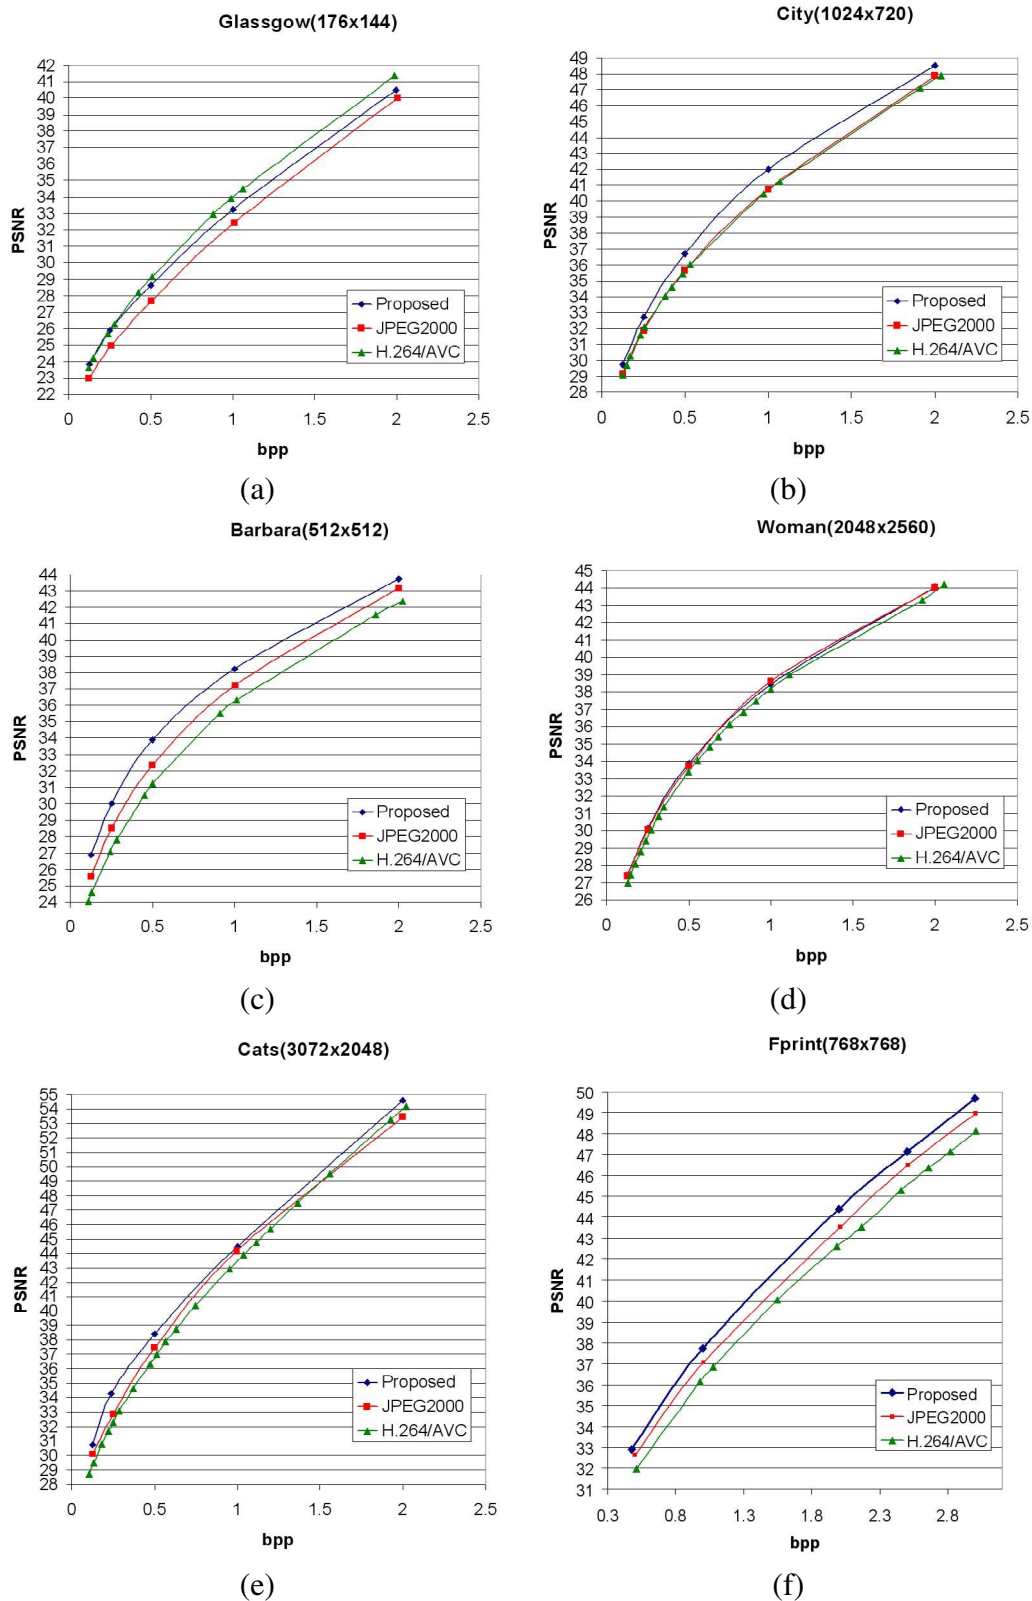 Glassgow(176x144)
42
41
40
39
38
37
36
35
34
33
32
31
30
29
28
27
26
25
24
23
22
PSNR
0 0.5 1 1.5 2 2.5
bpp
Proposed
JPEG2000
H.264/AVC
(a)
City(1024x720)
49
48
47
46
45
44
43
42
41
40
39
38
37
36
35
34
33
32
31
30
29
28
PSNR
0 0.5 1 1.5 2 2.5
bpp
Proposed
JPEG2000
H.264/AVC
(b)
Barbara(512x512)
44
43
42
41
40
39
38
37
36
35
34
33
32
31
30
29
28
27
26
25
24
PSNR
0 0.5 1 1.5 2 2.5
bpp
Proposed
JPEG2000
H.264/AVC
(c)
Woman(2048x2560)
45
44
43
42
41
40
39
38
37
36
35
34
33
32
31
30
29
28
27
26
PSNR
0 0.5 1 1.5 2 2.5
bpp
Proposed
JPEG2000
H.264/AVC
(d)
Cats(3072x2048)
55
54
53
52
51
50
49
48
47
46
45
44
43
42
41
40
39
38
37
36
35
34
33
32
31
30
29
28
PSNR
0 0.5 1 1.5 2 2.5
bpp
Proposed
JPEG2000
H.264/AVC
(e)
Fprint(768x768)
50
49
48
47
46
45
44
43
42
41
40
39
38
37
36
35
34
33
32
31
PSNR
0.3 0.8 1.3 1.8 2.3 2.8
bpp
Proposed
JPEG2000
H.264/AVC
(f)